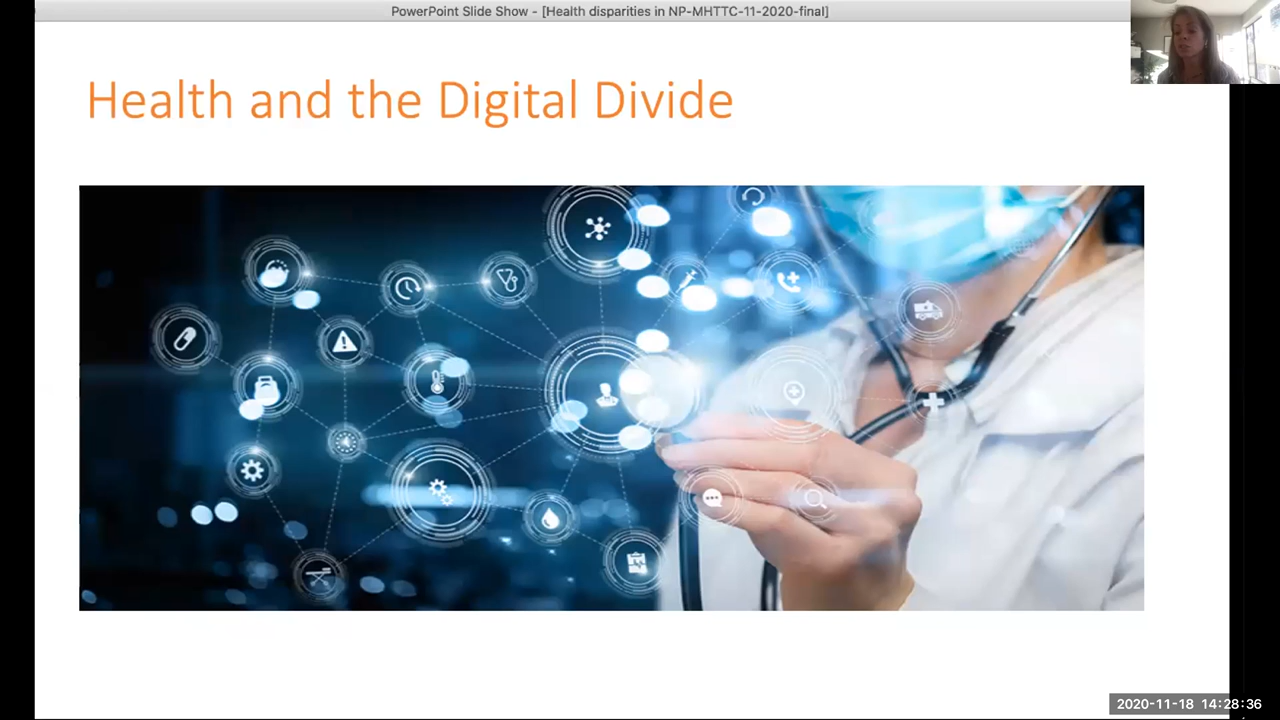 PowerPoint Slide Show - [Health disparities in NP-MHTTC-11-2020-final]
Health and the Digital Divide
2020-11-18 14:28:36